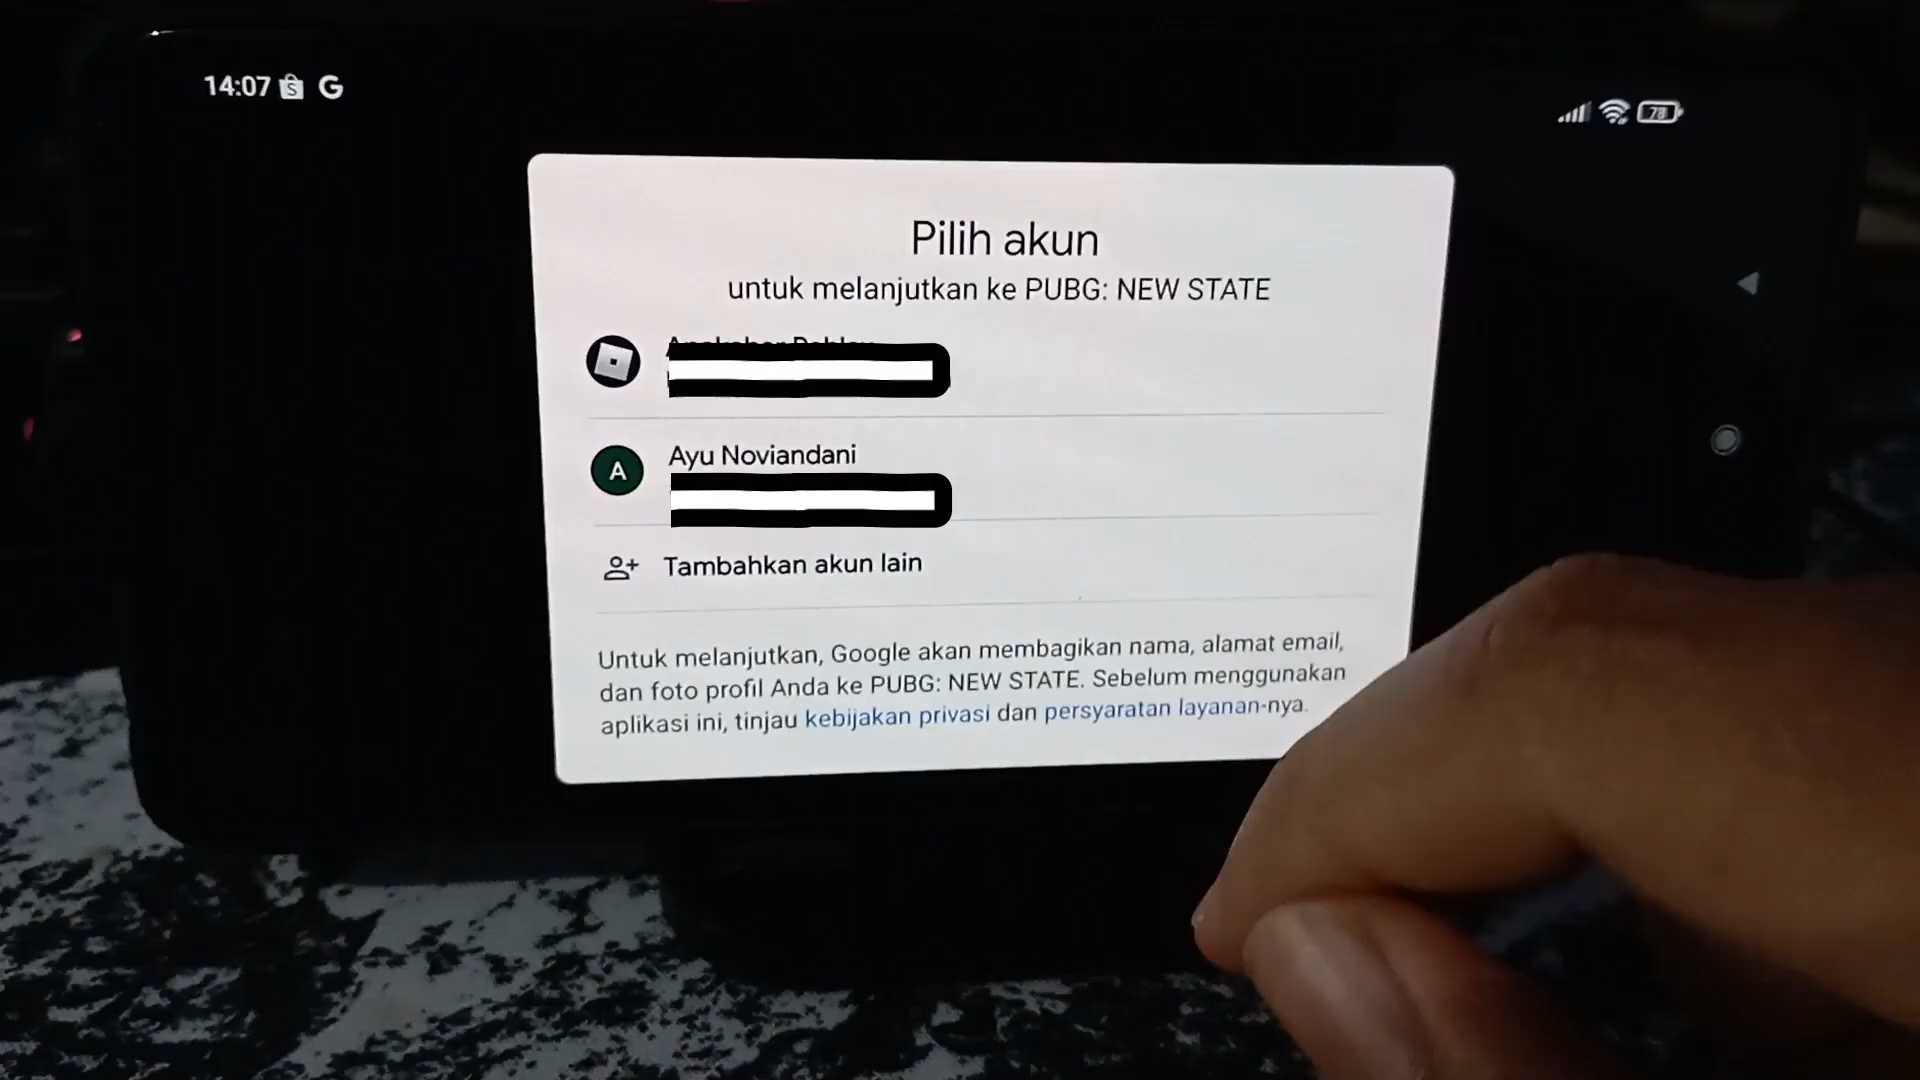 14:07
78
Pilih akun
untuk melanjutkan ke PUBG: NEW STATE
A
Ayu Noviandani
Tambahkan akun lain
Untuk melanjutkan, Google akan membagikan nama, alamat email,
dan foto profil Anda ke PUBG: NEW STATE. Sebelum menggunakan
aplikasi ini, tinjau kebijakan privasi dan persyaratan layanan-nya.